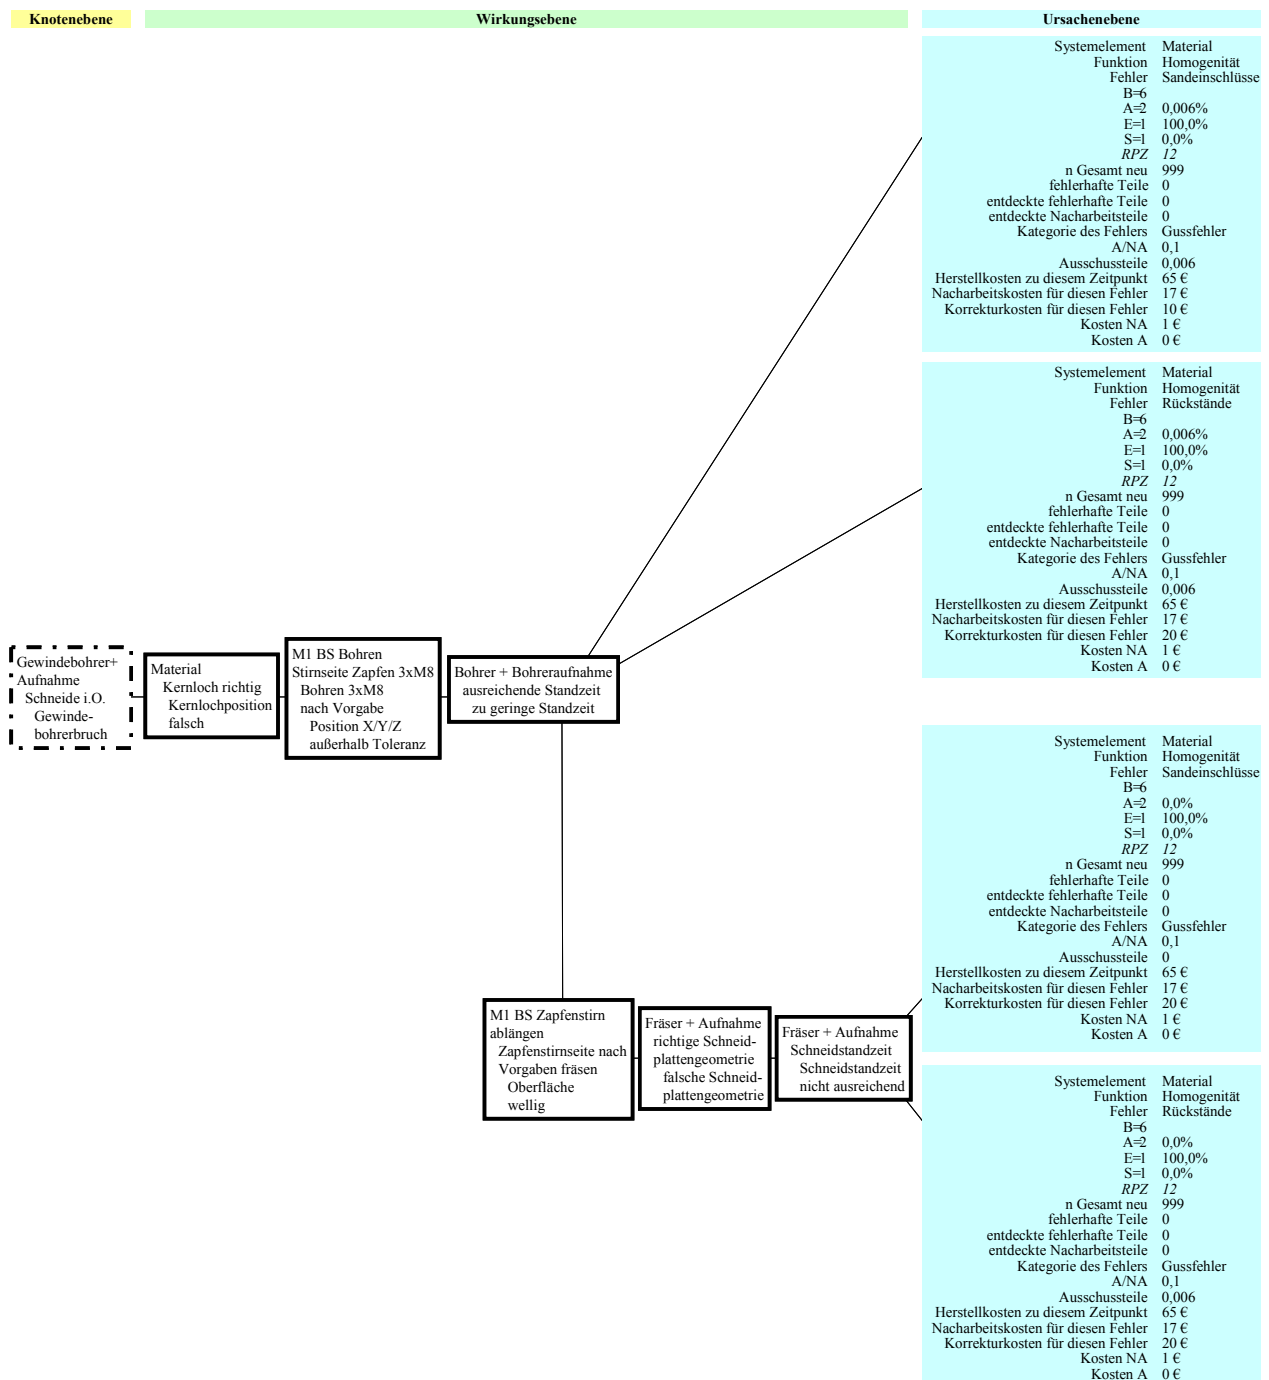 Knotenebene
Wirkungsebene
Ursachenebene
Gewindebohrer+
Aufnahme
Schneide i.O.
Gewinde-
bohrerbruch
Material
Kernloch richtig
Kernlochposition
falsch
M1 BS Bohren
Stirnseite Zapfen 3xM8
Bohren 3xM8
nach Vorgabe
Position X/Y/Z
außerhalb Toleranz
Bohrer + Bohreraufnahme
ausreichende Standzeit
zu geringe Standzeit
M1 BS Zapfenstirn
ablängen
Zapfenstirnseite nach
Vorgaben fräsen
Oberfläche
wellig
Fräser + Aufnahme
richtige Schneid-
plattengeometrie
falsche Schneid-
plattengeometrie
Fräser + Aufnahme
Schneidstandzeit
Schneidstandzeit
nicht ausreichend
Systemelement Material
Funktion Homogenität
Fehler Sandeinschlüsse
B=6
A=2 0,006%
E=1 100,0%
S=1 0,0%
RPZ 12
n Gesamt neu 999
fehlerhafte Teile 0
entdeckte fehlerhafte Teile 0
entdeckte Nacharbeitsteile 0
Kategorie des Fehlers Gussfehler
A/NA 0,1
Ausschussteile 0,006
Herstellkosten zu diesem Zeitpunkt 65 €
Nacharbeitskosten für diesen Fehler 17 €
Korrekturkosten für diesen Fehler 10 €
Kosten NA 1 €
Kosten A 0 €
Systemelement Material
Funktion Homogenität
Fehler Rückstände
B=6
A=2 0,006%
E=1 100,0%
S=1 0,0%
RPZ 12
n Gesamt neu 999
fehlerhafte Teile 0
entdeckte fehlerhafte Teile 0
entdeckte Nacharbeitsteile 0
Kategorie des Fehlers Gussfehler
A/NA 0,1
Ausschussteile 0,006
Herstellkosten zu diesem Zeitpunkt 65 €
Nacharbeitskosten für diesen Fehler 17 €
Korrekturkosten für diesen Fehler 20 €
Kosten NA 1 €
Kosten A 0 €
Systemelement Material
Funktion Homogenität
Fehler Sandeinschlüsse
B=6
A=2 0,0%
E=1 100,0%
S=1 0,0%
RPZ 12
n Gesamt neu 999
fehlerhafte Teile 0
entdeckte fehlerhafte Teile 0
entdeckte Nacharbeitsteile 0
Kategorie des Fehlers Gussfehler
A/NA 0,1
Ausschussteile 0
Herstellkosten zu diesem Zeitpunkt 65 €
Nacharbeitskosten für diesen Fehler 17 €
Korrekturkosten für diesen Fehler 20 €
Kosten NA 1 €
Kosten A 0 €
Systemelement Material
Funktion Homogenität
Fehler Rückstände
B=6
A=2 0,0%
E=1 100,0%
S=1 0,0%
RPZ 12
n Gesamt neu 999
fehlerhafte Teile 0
entdeckte fehlerhafte Teile 0
entdeckte Nacharbeitsteile 0
Kategorie des Fehlers Gussfehler
A/NA 0,1
Ausschussteile 0,006
Herstellkosten zu diesem Zeitpunkt 65 €
Nacharbeitskosten für diesen Fehler 17 €
Korrekturkosten für diesen Fehler 20 €
Kosten NA 1 €
Kosten A 0 €